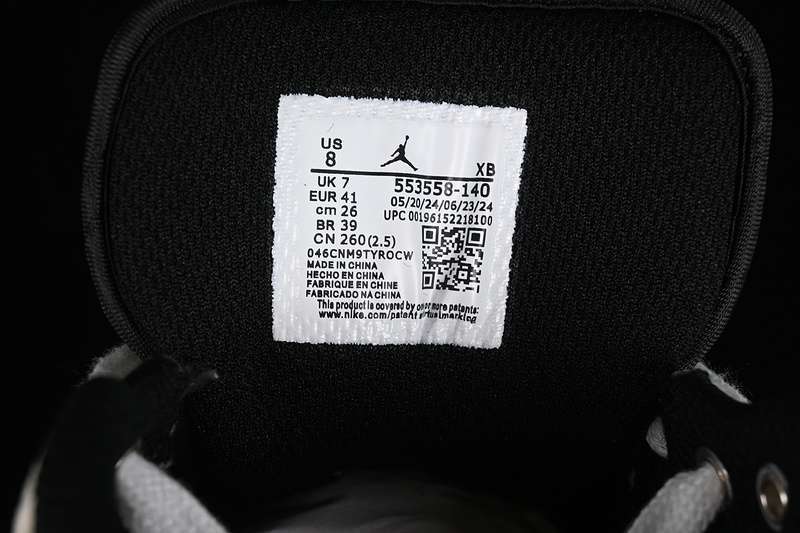 US
8
XB
UK 7
553558-140
EUR 41
05/20/24/06/23/24
cm 26
UPC 00196152218100
BR 39
CN 260(2.5)
046CNM9TYROCW
MADE IN CHINA
HECHO EN CHINA
FABRIQUE EN CHINE
FABRICADO NA CHINA
This product is covered by one or more patents:
www.nike.com/patent